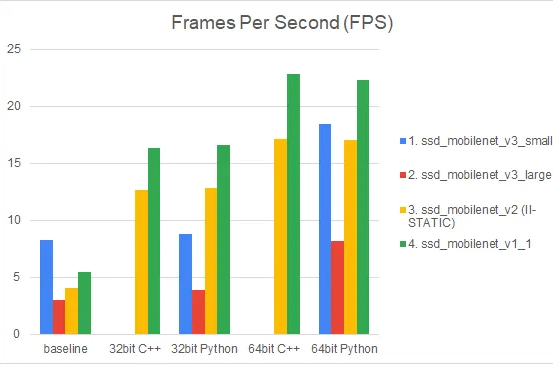 Frames Per Second (FPS)
25
20
15
10
5
0
baseline 32bit C++ 32bit Python 64bit C++ 64bit Python
1. ssd_mobilenet_v3_small
2. ssd_mobilenet_v3_large
3. ssd_mobilenet_v2 (II-
STATIC)
4. ssd_mobilenet_v1_1